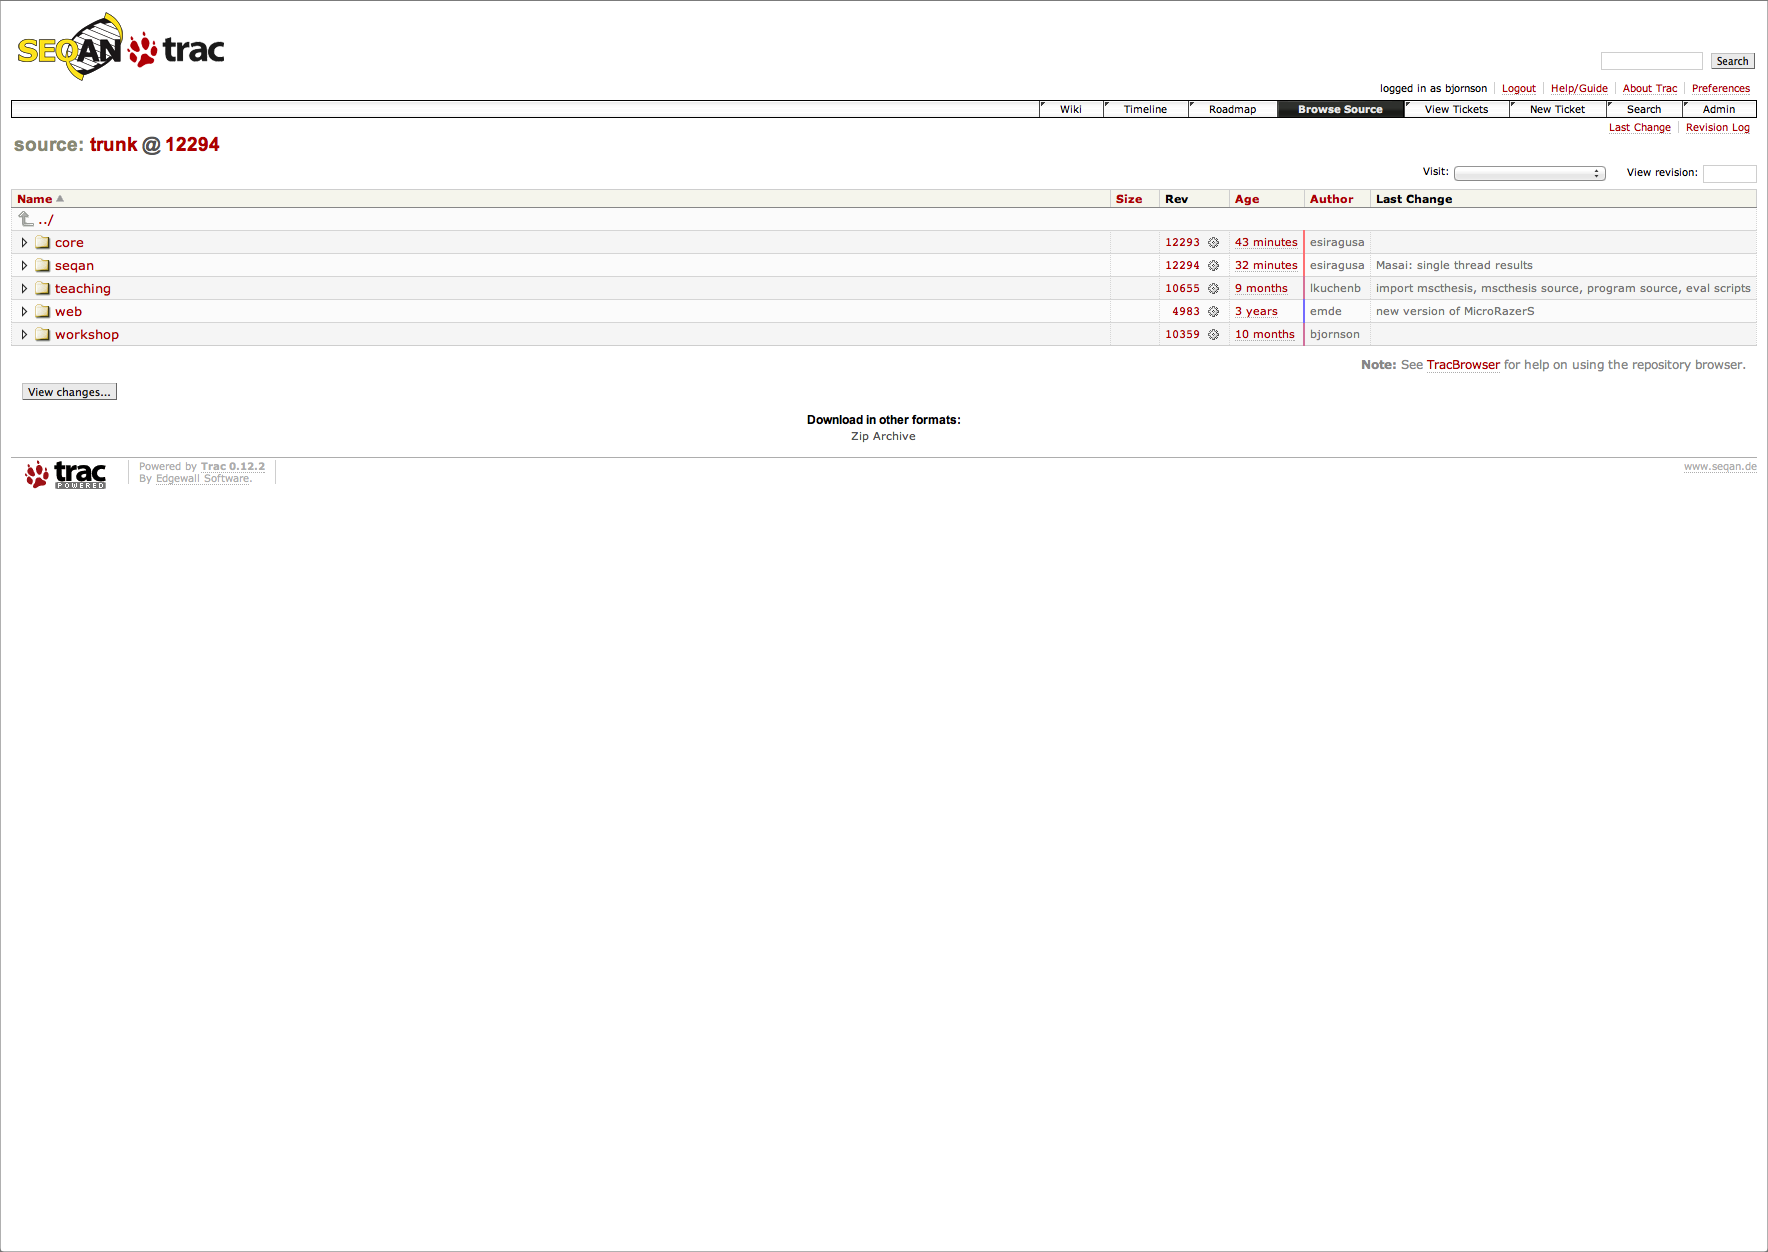 SEQAN trac
Search
logged in as bjornson Logout Help/Guide About Trac Preferences
Wiki Timeline Roadmap Browse Source View Tickets New Ticket Search Admin
Last Change Revision Log
source: trunk @ 12294
Visit: View revision:
Name Size Rev Age Author Last Change
../
core 12293 43 minutes esiragusa
seqan 12294 32 minutes esiragusa Masai: single thread results
teaching 10655 9 months lkuchenb import mscthesis, mscthesis source, program source, eval scripts
web 4983 3 years emde new version of MicroRazerS
workshop 10359 10 months bjornson
Note: See TracBrowser for help on using the repository browser.
View changes...
Download in other formats:
Zip Archive
trac POWERED
Powered by Trac 0.12.2
By Edgewall Software.
www.seqan.de